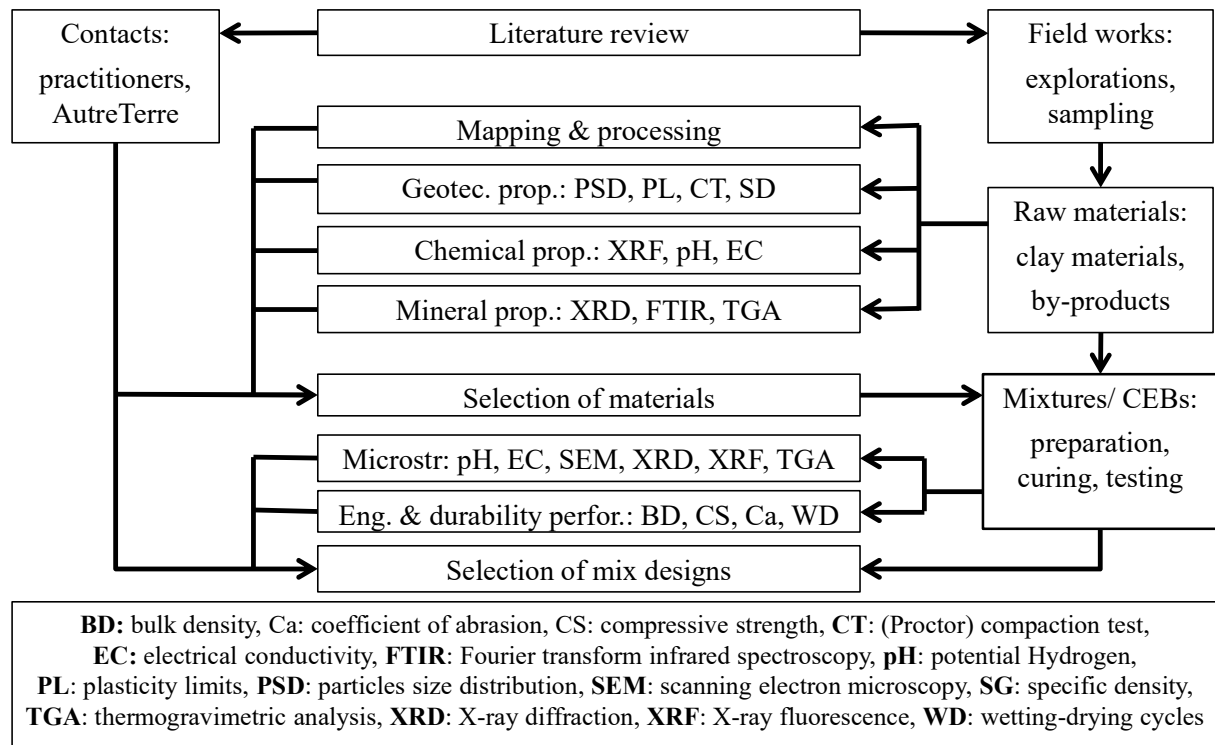 Contacts:
practitioners,
AutreTerre
Literature review
Field works:
explorations,
sampling
Mapping & processing
Geotec. prop.: PSD, PL, CT, SD
Chemical prop.: XRF, pH, EC
Mineral prop.: XRD, FTIR, TGA
Raw materials:
clay materials,
by-products
Selection of materials
Mixtures/ CEBs:
preparation,
curing, testing
Microstr: pH, EC, SEM, XRD, XRF, TGA
Eng. & durability perfor.: BD, CS, Ca, WD
Selection of mix designs
BD: bulk density, Ca: coefficient of abrasion, CS: compressive strength, CT: (Proctor) compaction test,
EC: electrical conductivity, FTIR: Fourier transform infrared spectroscopy, pH: potential Hydrogen,
PL: plasticity limits, PSD: particles size distribution, SEM: scanning electron microscopy, SG: specific density,
TGA: thermogravimetric analysis, XRD: X-ray diffraction, XRF: X-ray fluorescence, WD: wetting-drying cycles